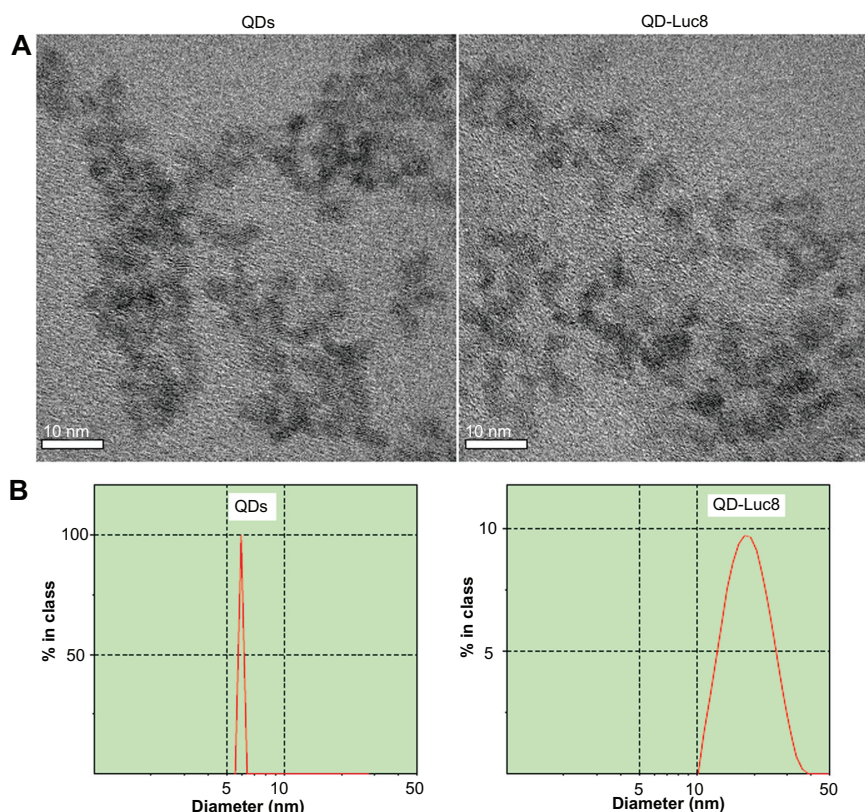 QDs
QD-Luc8
A
10 nm
10 nm
B
QDs
100
50
% in class
5
10
50
Diameter (nm)
QD-Luc8
10
5
% in class
5
10
50
Diameter (nm)